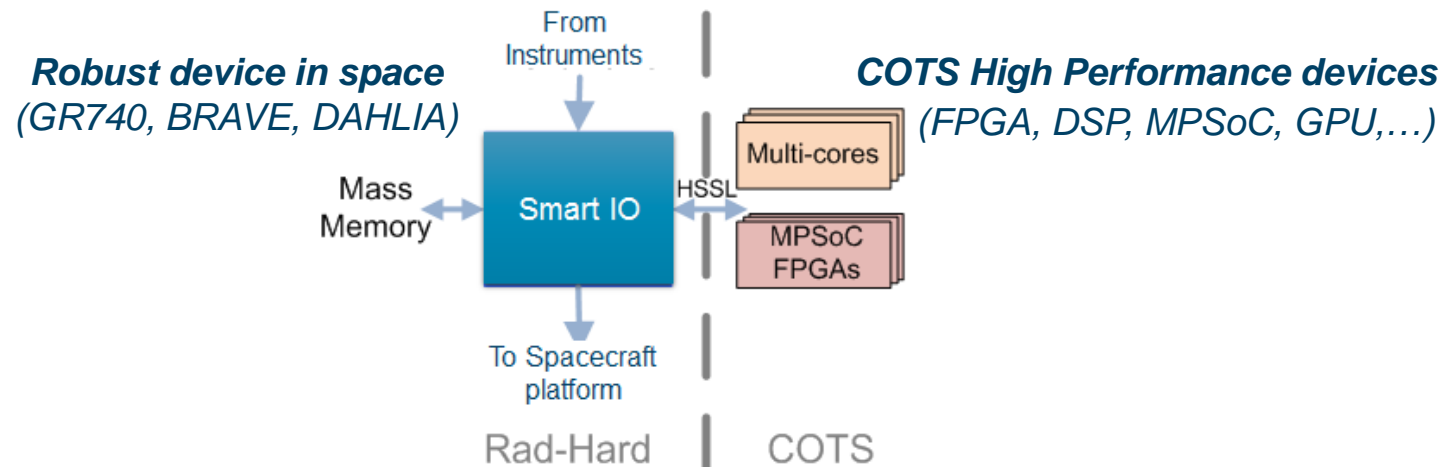 From
Instruments
Robust device in space
(GR740, BRAVE, DAHLIA)
COTS High Performance devices
(FPGA, DSP, MPSoC, GPU,…)
Mass
Memory
Smart IO
HSSL
Multi-cores
MPSoC
FPGAs
To Spacecraft
platform
Rad-Hard
COTS